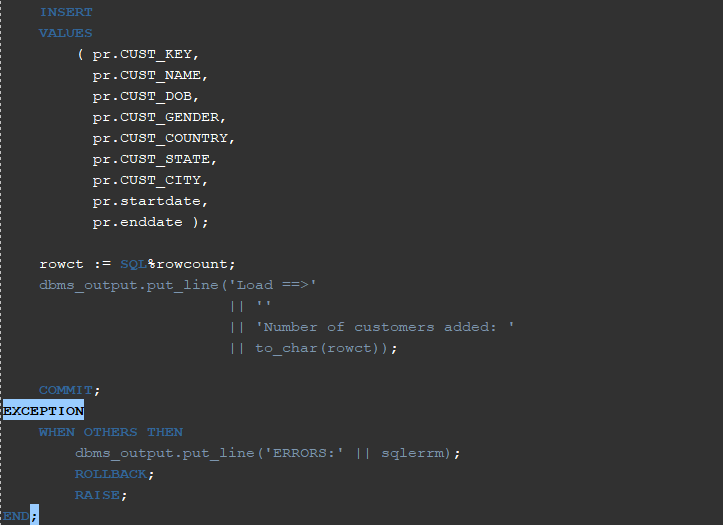 INSERT
VALUES
( pr.CUST_KEY,
pr.CUST_NAME,
pr.CUST_DOB,
pr.CUST_GENDER,
pr.CUST_COUNTRY,
pr.CUST_STATE,
pr.CUST_CITY,
pr.startdate,
pr.enddate );
rowct := SQL%rowcount;
dbms_output.put_line('Load ==>'
|| ''
|| 'Number of customers added: '
|| to_char(rowct));
COMMIT;
EXCEPTION
WHEN OTHERS THEN
dbms_output.put_line('ERRORS:' || sqlerrm);
ROLLBACK;
RAISE;
END;